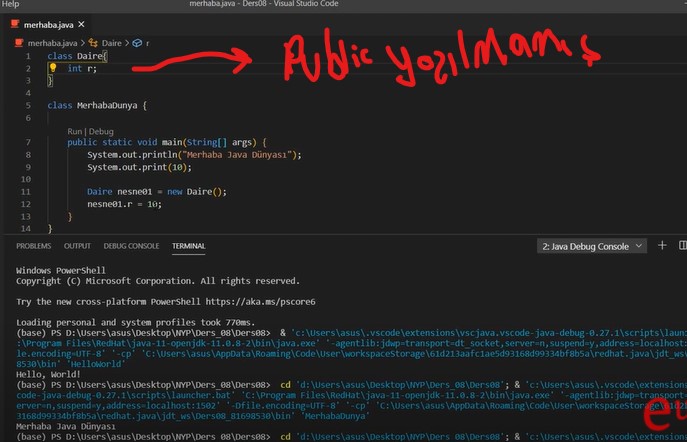 Help
merhaba.java - Ders08 - Visual Studio Code
merhaba.java ×
merhaba.java > Daire > r
1 class Daire{
2 int r;
3 }
4
5 class MerhabaDunya {
6
Run | Debug
7 public static void main(String[] args) {
8 System.out.println("Merhaba Java Dünyası");
9 System.out.print(10);
10
11 Daire nesne01 = new Daire();
12 nesne01.r = 10;
13 }
14 }
Public yazılmamış
PROBLEMS OUTPUT DEBUG CONSOLE TERMINAL 2: Java Debug Console
Windows PowerShell
Copyright (C) Microsoft Corporation. All rights reserved.
Try the new cross-platform PowerShell https://aka.ms/pscore6
Loading personal and system profiles took 770ms.
(base) PS D:\Users\asus\Desktop\NYP\Ders_08\Ders08> & 'c:\Users\asus\.vscode\extensions\vscjava.vscode-java-debug-0.27.1\scripts\launc
:\Program Files\RedHat\java-11-openjdk-11.0.8-2\bin\java.exe' '-agentlib:jdwp=transport=dt_socket,server=n,suspend=y,address=localhost:
le.encoding=UTF-8' '-cp' 'C:\Users\asus\AppData\Roaming\Code\User\workspaceStorage\61d213aafc1ae5d93168d99334bf8b5a\redhat.java\jdt_ws
8530\bin' 'HelloWorld'
Hello, World!
(base) PS D:\Users\asus\Desktop\NYP\Ders_08\Ders08> cd 'd:\Users\asus\Desktop\NYP\Ders_08\Ders08'; & 'c:\Users\asus\.vscode\extension
code-java-debug-0.27.1\scripts\launcher.bat' 'C:\Program Files\RedHat\java-11-openjdk-11.0.8-2\bin\java.exe' '-agentlib:jdwp=transport=
server=n,suspend=y,address=localhost:1502' '-Dfile.encoding=UTF-8' '-cp' 'C:\Users\asus\AppData\Roaming\Code\User\workspaceStorage\
3168d99334bf8b5a\redhat.java\jdt_ws\Ders08_81698530\bin' 'MerhabaDunya'
Merhaba Java Dünyası
(base) PS D:\Users\asus\Desktop\NYP\Ders_08\Ders08> cd 'd:\Users\asus\Desktop\NYP\Ders_08\Ders08'; & 'c:\Users\asus\.vscode\extension